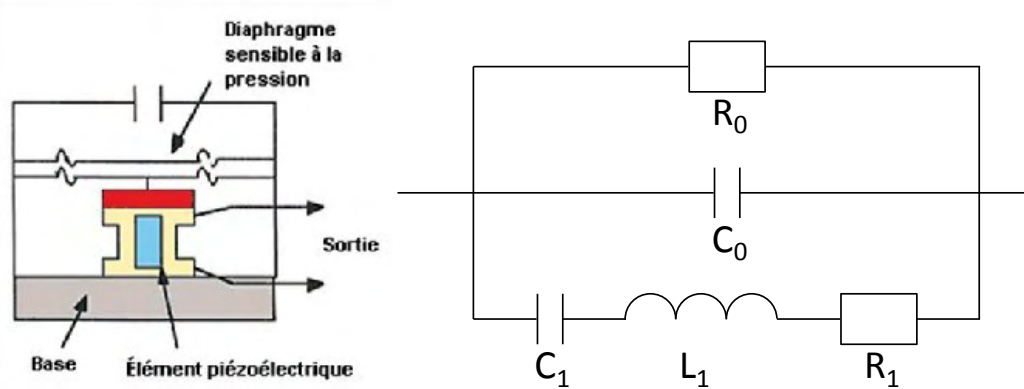 Diaphragme
sensible à la
pression
Sortie
Base
Élément piézoélectrique
R₀
C₀
C₁
L₁
R₁